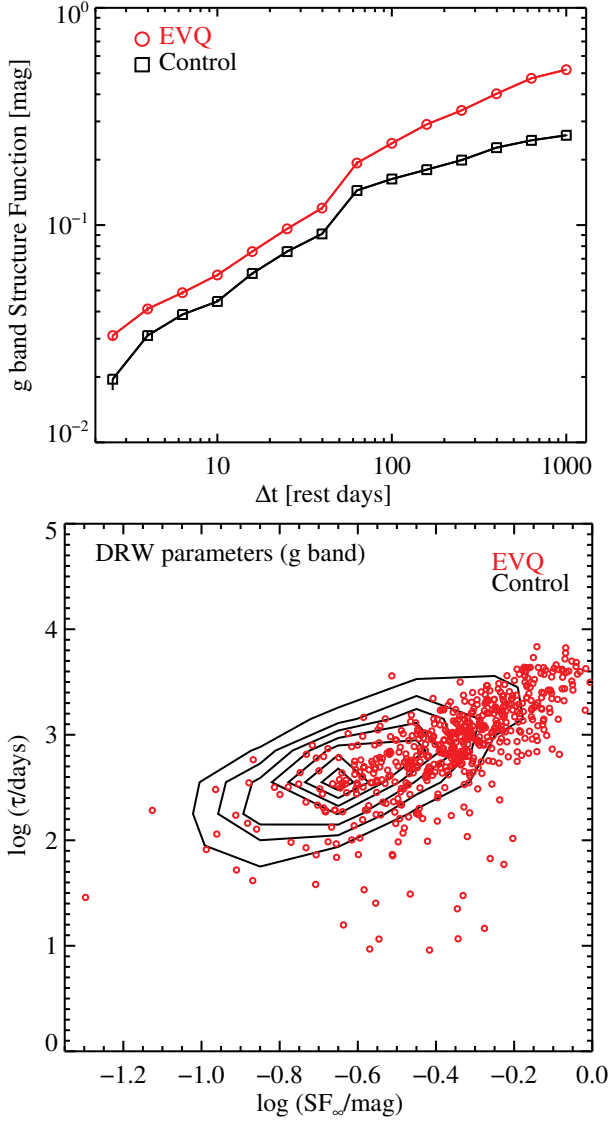 10⁰
EVQ
Control
10⁻¹
10⁻²
g band Structure Function [mag]
10 100 1000
Δt [rest days]
DRW parameters (g band)
EVQ
Control
5
4
3
2
1
0
log (τ/days)
−1.2 −1.0 −0.8 −0.6 −0.4 −0.2 0.0
log (SF∞/mag)